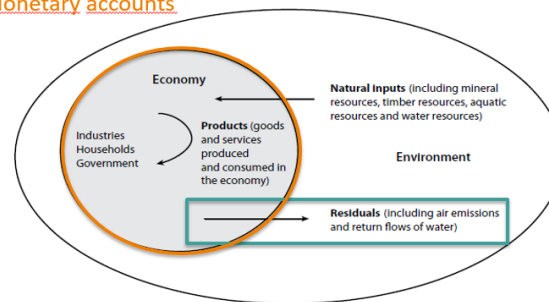 onetary accounts
Economy
Natural inputs (including mineral
resources, timber resources, aquatic
resources and water resources)
Industries
Households
Government
Products (goods
and services
produced
and consumed in
the economy)
Environment
Residuals (including air emissions
and return flows of water)